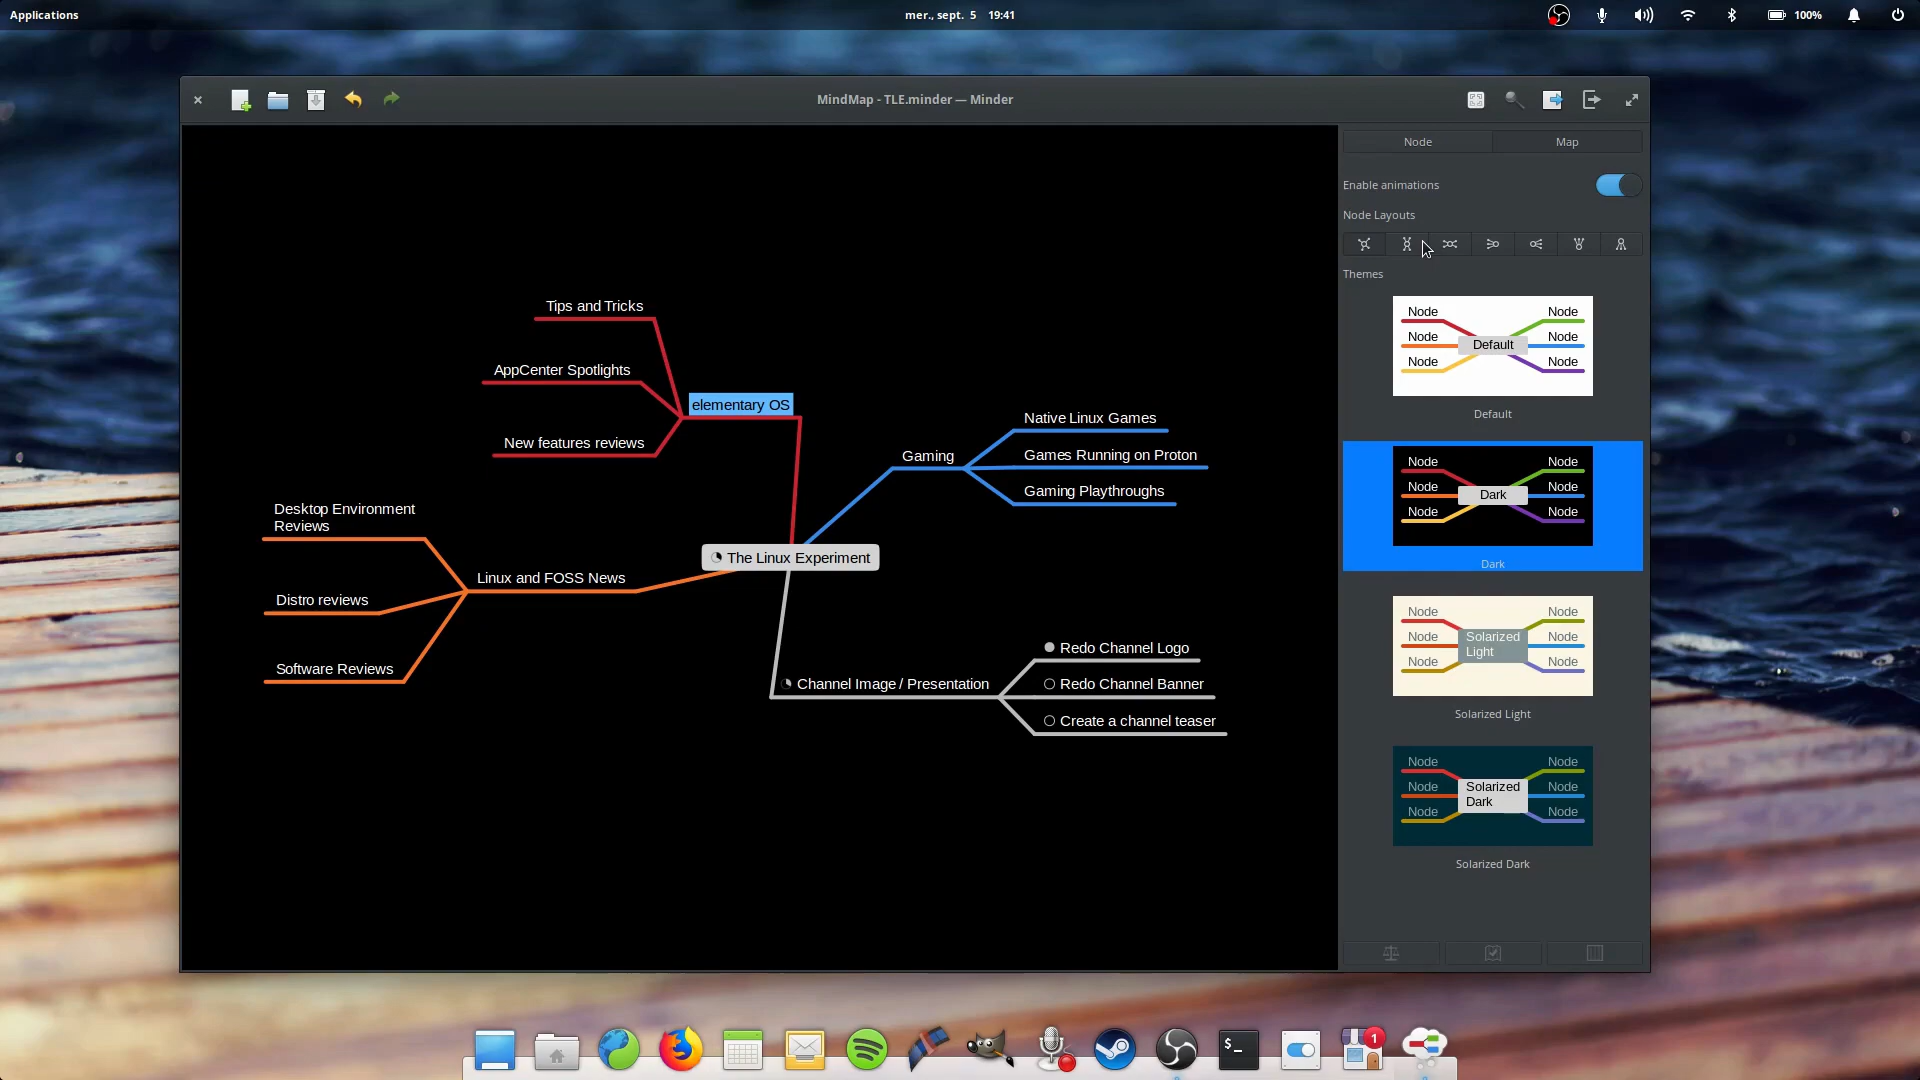 Applications
mer., sept. 5 19:41
100%
MindMap - TLE.minder — Minder
Node
Map
Enable animations
Node Layouts
Themes
Tips and Tricks
AppCenter Spotlights
elementary OS
New features reviews
Gaming
Native Linux Games
Games Running on Proton
Gaming Playthroughs
Desktop Environment
Reviews
Linux and FOSS News
Distro reviews
Software Reviews
The Linux Experiment
Channel Image / Presentation
Redo Channel Logo
Redo Channel Banner
Create a channel teaser
Node Node
Node Default Node
Node Node
Default
Node Node
Node Dark Node
Node Node
Dark
Node Node
Node Solarized Node
Light
Node Node
Solarized Light
Node Node
Node Solarized Node
Dark
Node Node
Solarized Dark
$_
1